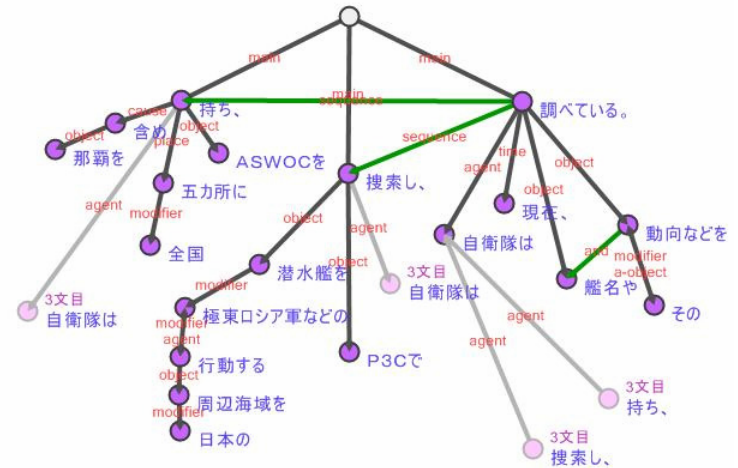 main
main
main
sequence
持ち、
調べている。
cause
object
含め
object
place
那覇を
ASWOCを
sequence
agent
time
object
捜索し、
五カ所に
modifier
agent
全国
object
agent
object
object
現在、
自衛隊は
and
動向などを
modifier
a-object
潜水艦を
3文目
自衛隊は
艦名や
その
3文目
自衛隊は
modifier
極東ロシア軍などの
modifier
agent
agent
agent
行動する
P3Cで
object
周辺海域を
3文目
持ち、
modifier
日本の
3文目
捜索し、